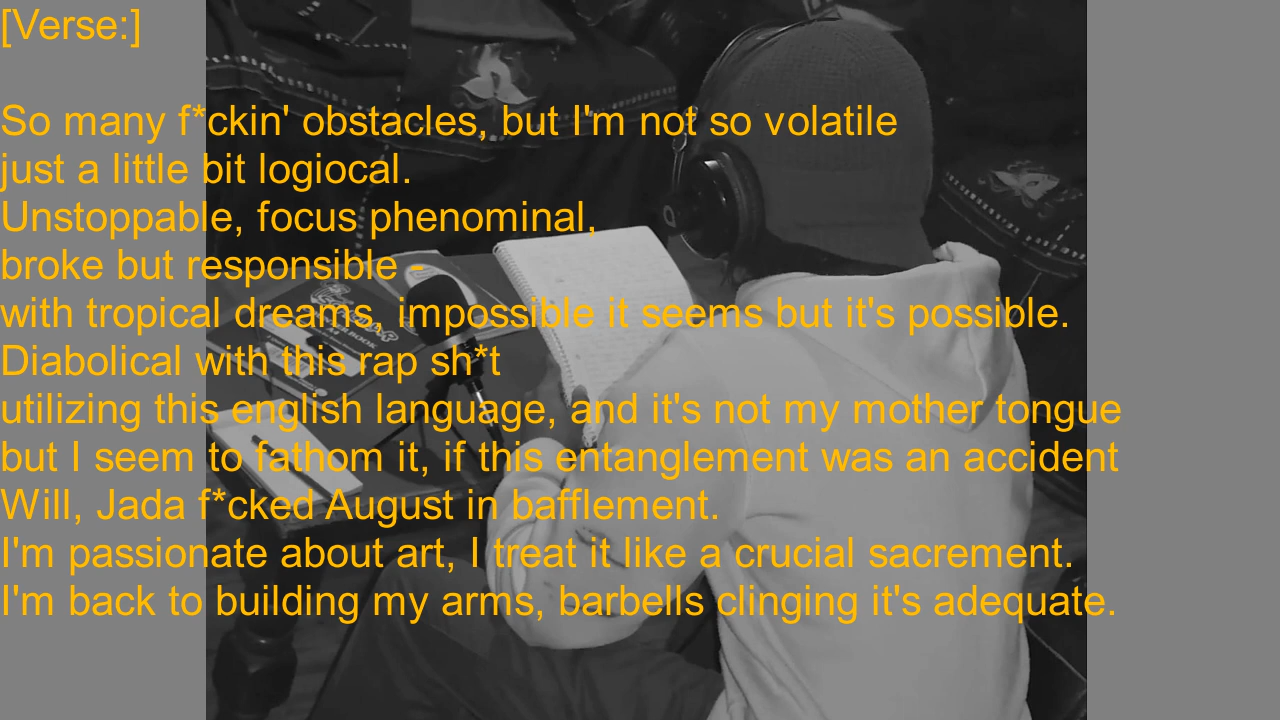 [Verse:]
So many f*ckin' obstacles, but I'm not so volatile
just a little bit logiocal.
Unstoppable, focus phenominal,
broke but responsible -
with tropical dreams, impossible it seems but it's possible.
Diabolical with this rap sh*t
utilizing this english language, and it's not my mother tongue
but I seem to fathom it, if this entanglement was an accident
Will, Jada f*cked August in bafflement.
I'm passionate about art, I treat it like a crucial sacrement.
I'm back to building my arms, barbells clinging it's adequate.